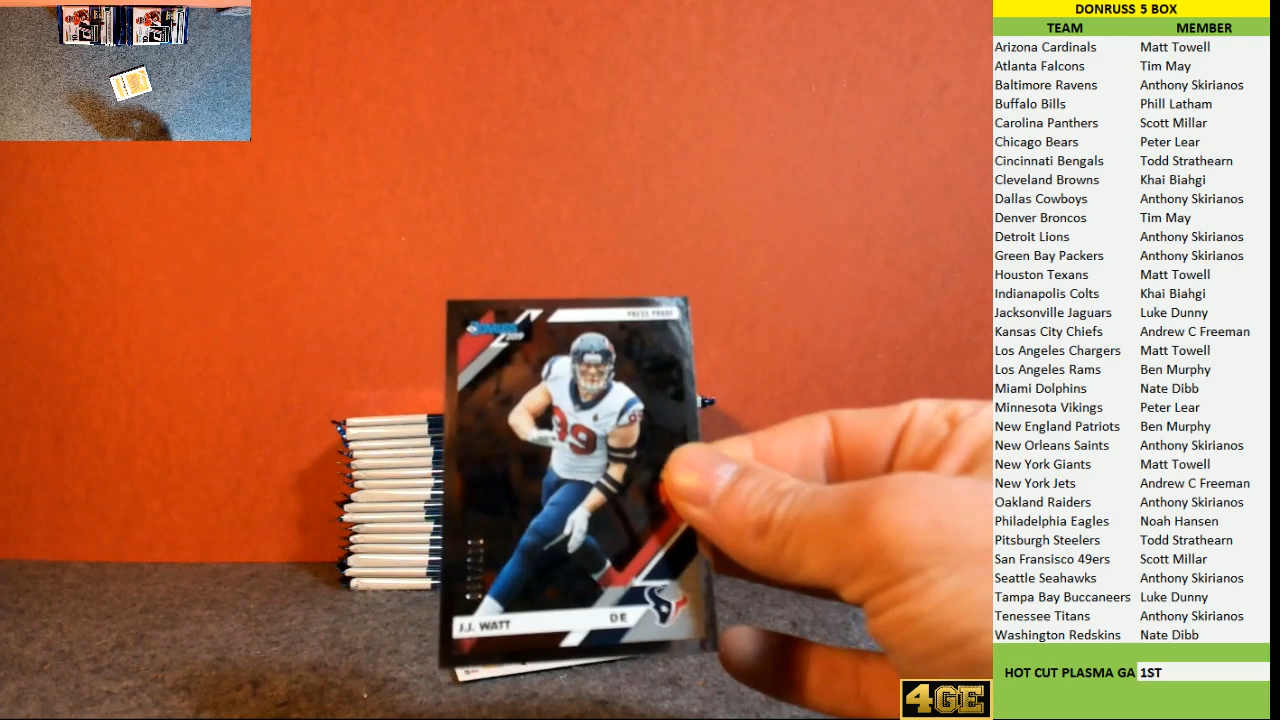 DONRUSS 5 BOX
TEAM MEMBER
Arizona Cardinals Matt Towell
Atlanta Falcons Tim May
Baltimore Ravens Anthony Skirianos
Buffalo Bills Phill Latham
Carolina Panthers Scott Millar
Chicago Bears Peter Lear
Cincinnati Bengals Todd Strathearn
Cleveland Browns Khai Biahgi
Dallas Cowboys Anthony Skirianos
Denver Broncos Tim May
Detroit Lions Anthony Skirianos
Green Bay Packers Anthony Skirianos
Houston Texans Matt Towell
Indianapolis Colts Khai Biahgi
Jacksonville Jaguars Luke Dunny
Kansas City Chiefs Andrew C Freeman
Los Angeles Chargers Matt Towell
Los Angeles Rams Ben Murphy
Miami Dolphins Nate Dibb
Minnesota Vikings Peter Lear
New England Patriots Ben Murphy
New Orleans Saints Anthony Skirianos
New York Giants Matt Towell
New York Jets Andrew C Freeman
Oakland Raiders Anthony Skirianos
Philadelphia Eagles Noah Hansen
Pitsburgh Steelers Todd Strathearn
San Fransisco 49ers Scott Millar
Seattle Seahawks Anthony Skirianos
Tampa Bay Buccaneers Luke Dunny
Tenessee Titans Anthony Skirianos
Washington Redskins Nate Dibb
HOT CUT PLASMA GA 1ST
4GE
PRESS PROOF
DONRUSS
2019
99
J.J. WATT DE